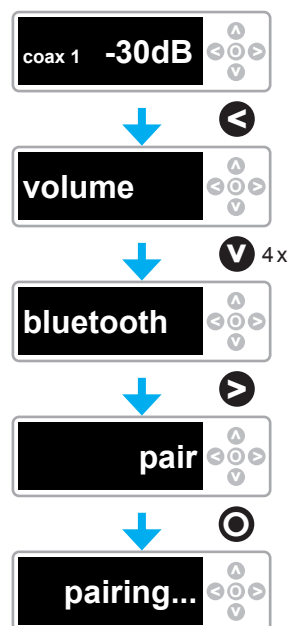 coax 1 -30dB
volume
4 x
bluetooth
pair
pairing...